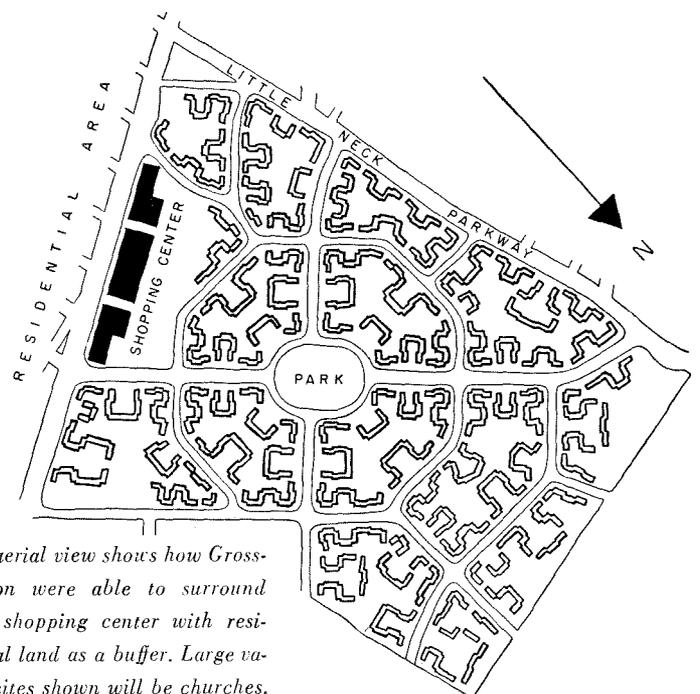 LITTLE NECK PARKWAY
N
RESIDENTIAL AREA
SHOPPING CENTER
PARK
aerial view shows how Gross-
on were able to surround
shopping center with resi-
al land as a buffer. Large va-
ites shown will be churches.